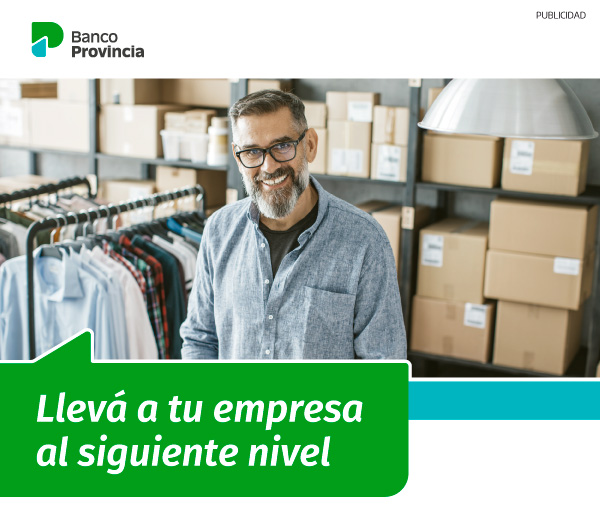 PUBLICIDAD
Banco
Provincia
Llevá a tu empresa
al siguiente nivel